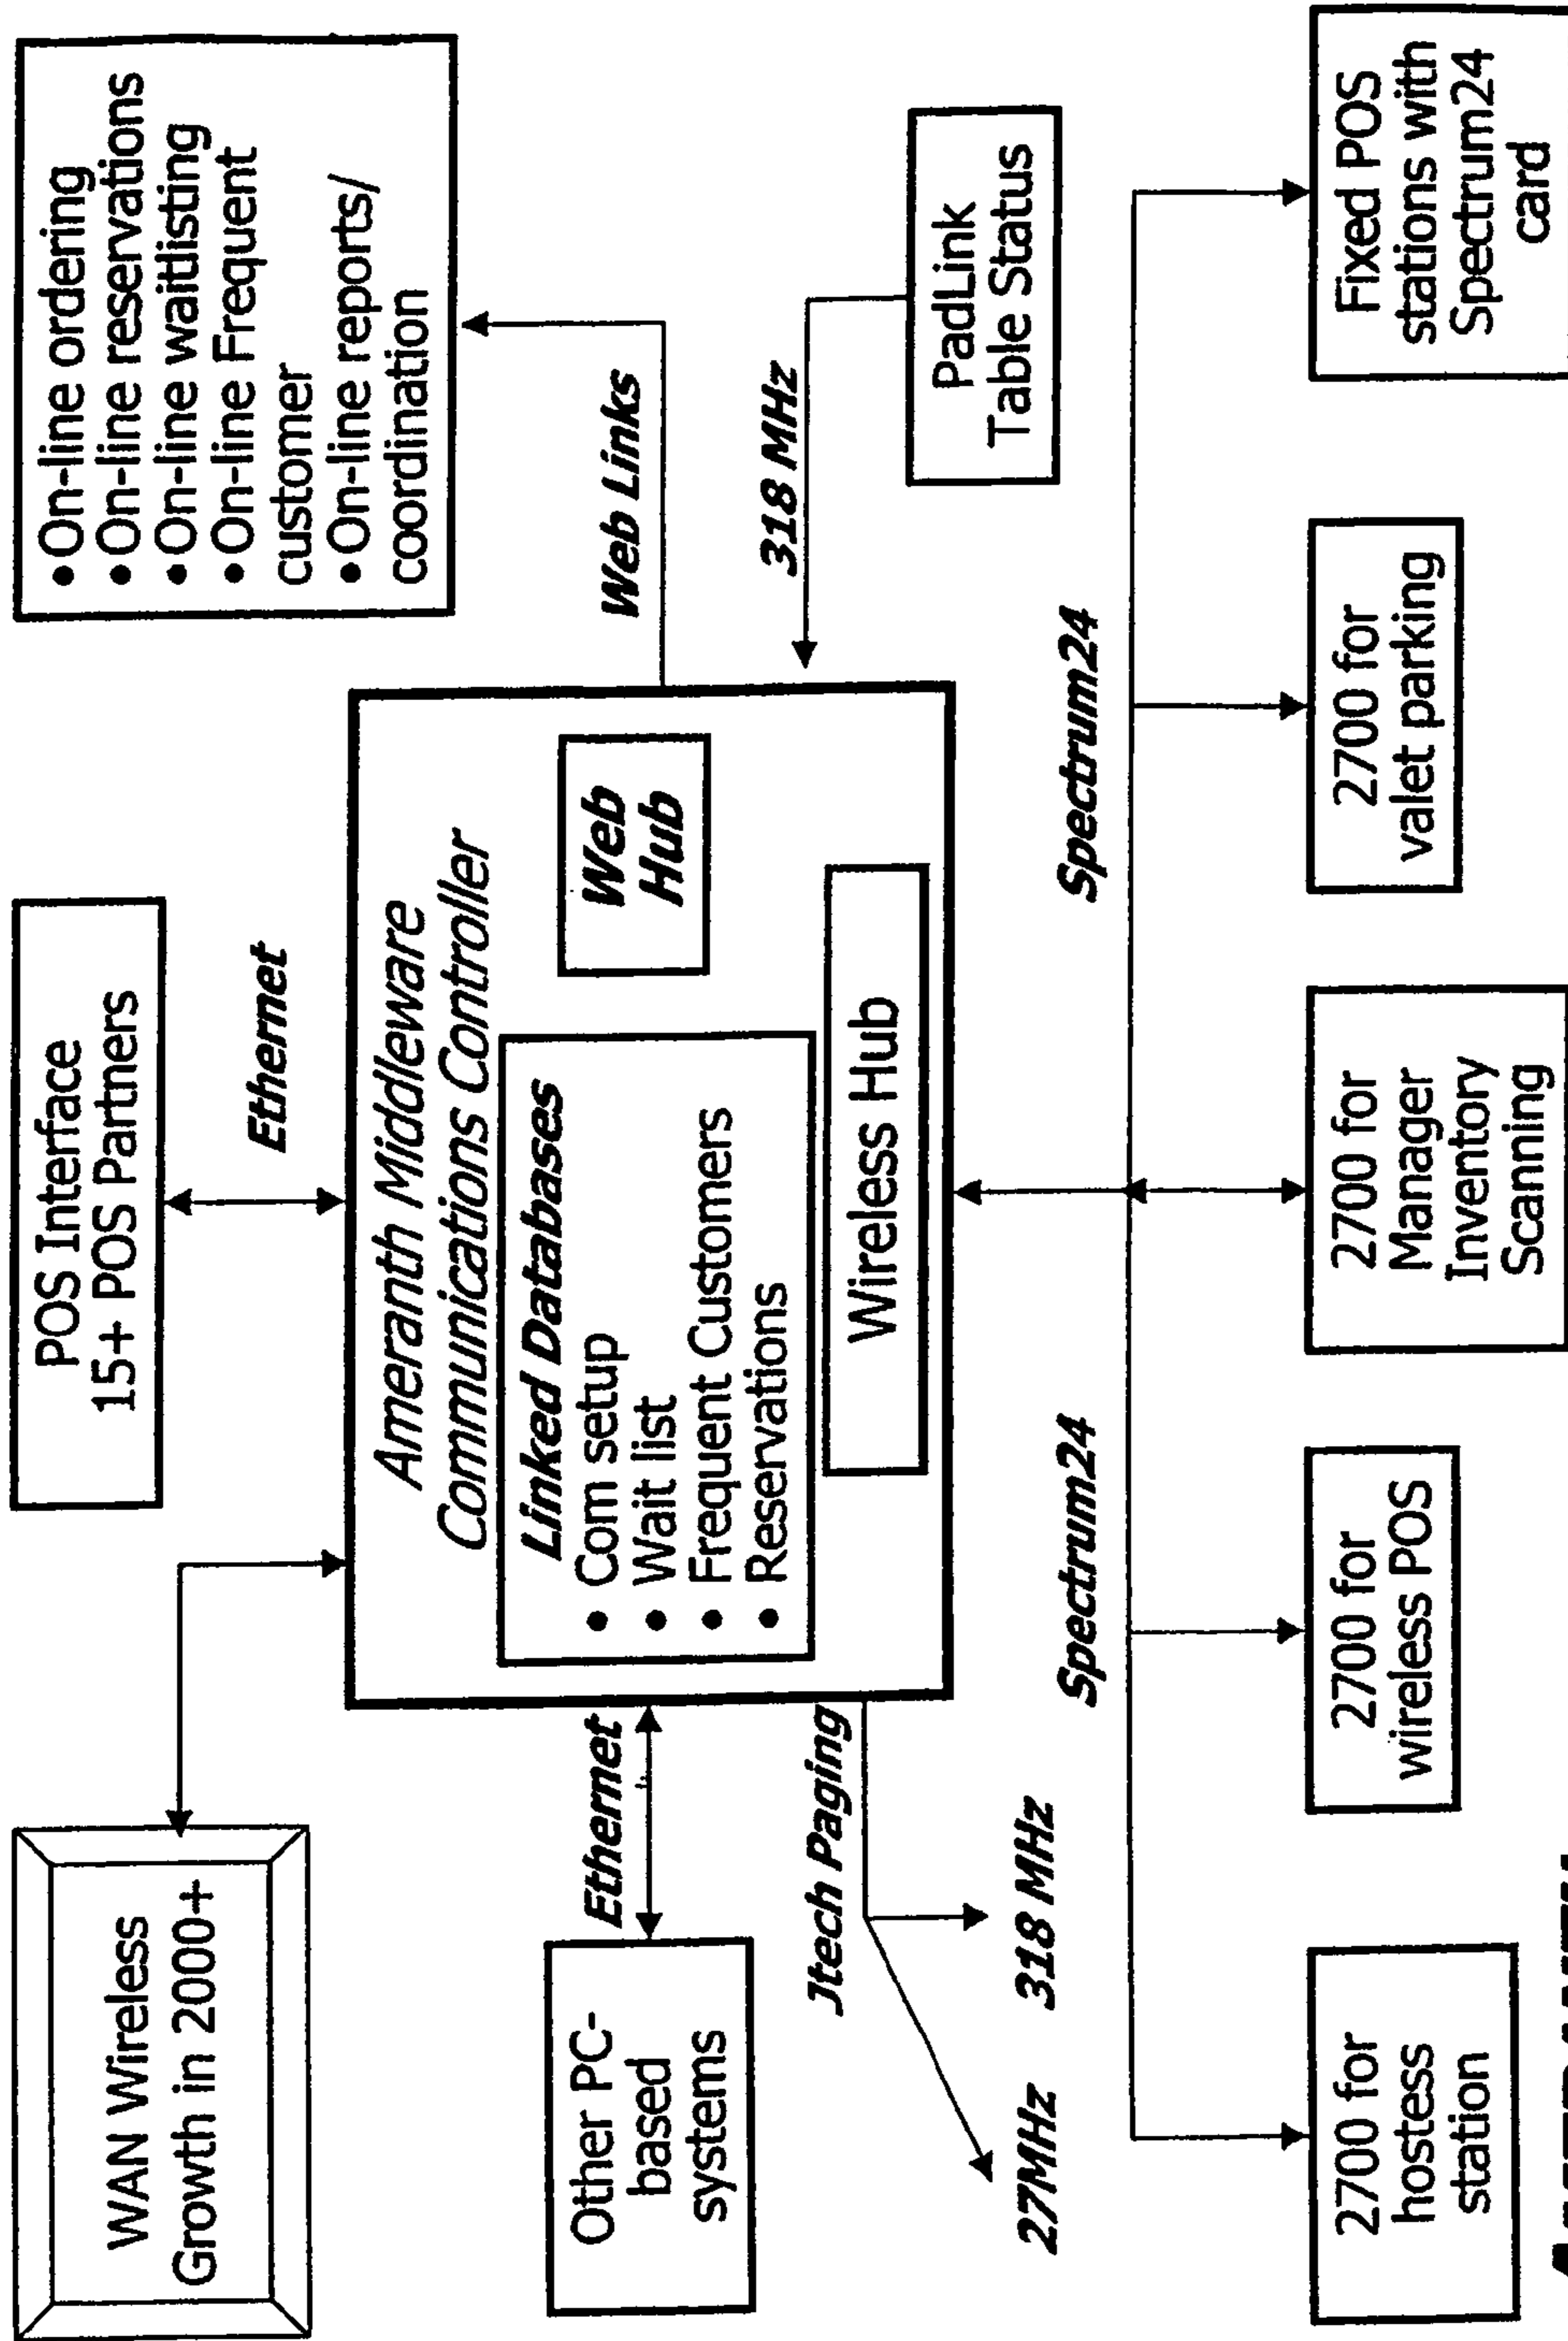 WAN Wireless
Growth in 2000+
POS Interface
15+ POS Partners
• On-line ordering
• On-line reservations
• On-line waitlisting
• On-line Frequent
customer
• On-line reports/
coordination
Ethernet
Ameranth Middleware
Communications Controller
Linked Databases
• Com setup
• Wait list
• Frequent Customers
• Reservations
Web
Hub
Wireless Hub
Web Links
Ethernet
Other PC-
based
systems
Jtech Paging
27MHz
318 MHz
318 MHz
PadLink
Table Status
Spectrum24
Spectrum24
2700 for
hostess
station
2700 for
wireless POS
2700 for
Manager
Inventory
Scanning
2700 for
valet parking
Fixed POS
stations with
Spectrum24
card